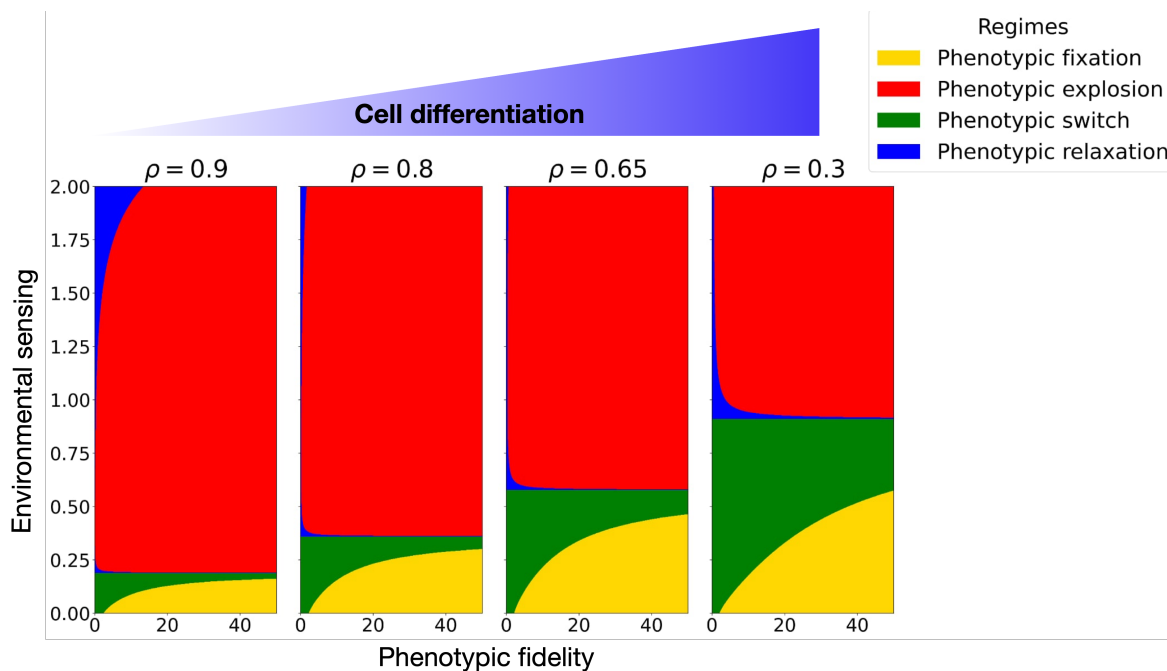 Regimes
Phenotypic fixation
Phenotypic explosion
Phenotypic switch
Phenotypic relaxation
Cell differentiation
ρ = 0.9
ρ = 0.8
ρ = 0.65
ρ = 0.3
Environmental sensing
2.00
1.75
1.50
1.25
1.00
0.75
0.50
0.25
0.00
0 20 40
0 20 40
0 20 40
0 20 40
Phenotypic fidelity